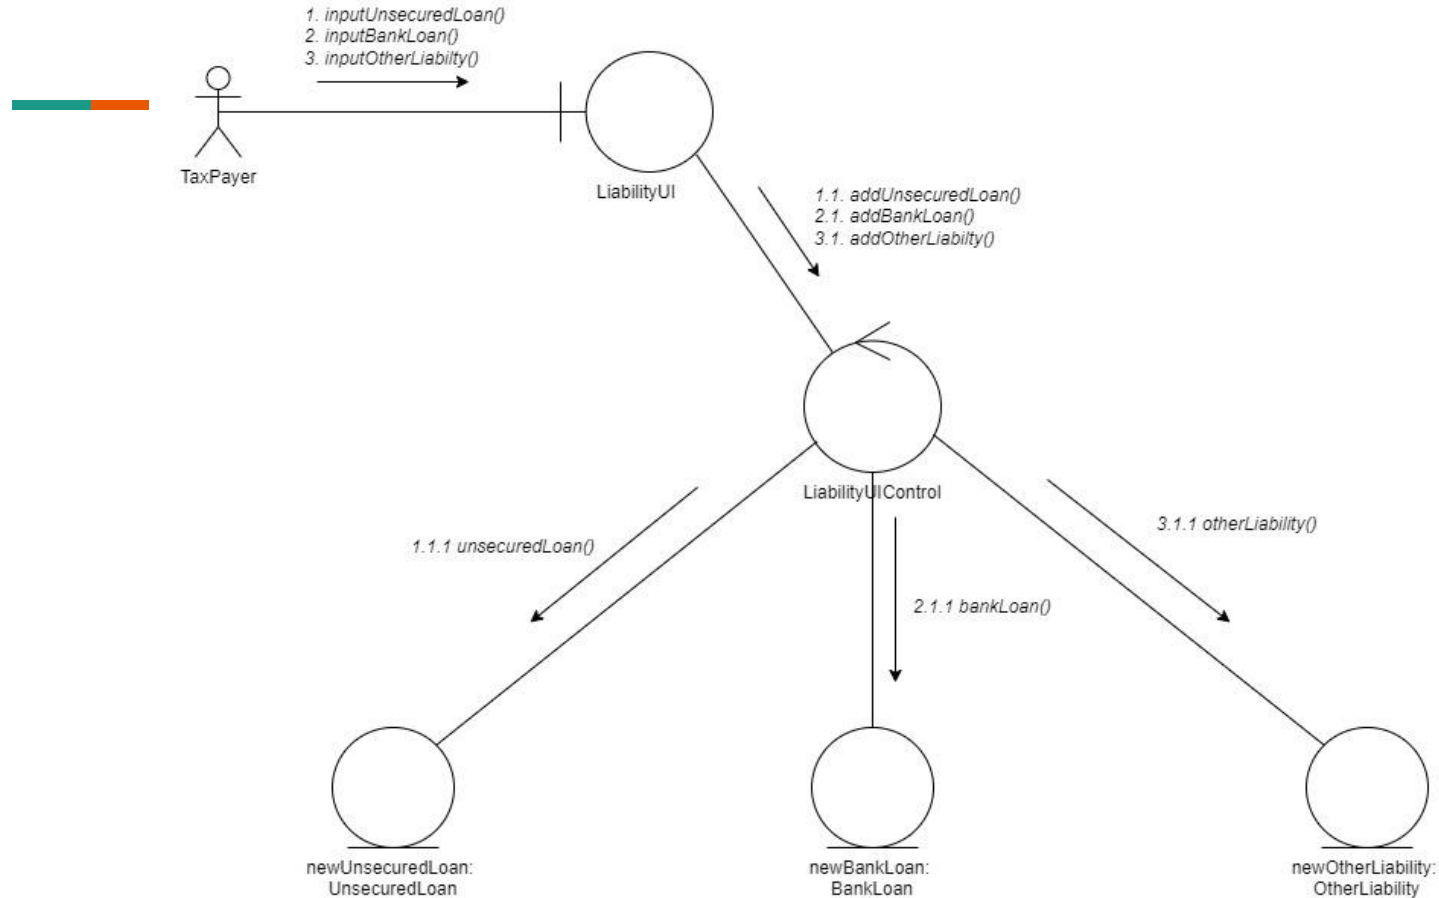 1. inputUnsecuredLoan()
2. inputBankLoan()
3. inputOtherLiabilty()
TaxPayer
LiabilityUI
1.1. addUnsecuredLoan()
2.1. addBankLoan()
3.1. addOtherLiabilty()
LiabilityUIControl
1.1.1 unsecuredLoan()
3.1.1 otherLiability()
2.1.1 bankLoan()
newUnsecuredLoan:
UnsecuredLoan
newBankLoan:
BankLoan
newOtherLiability:
OtherLiability